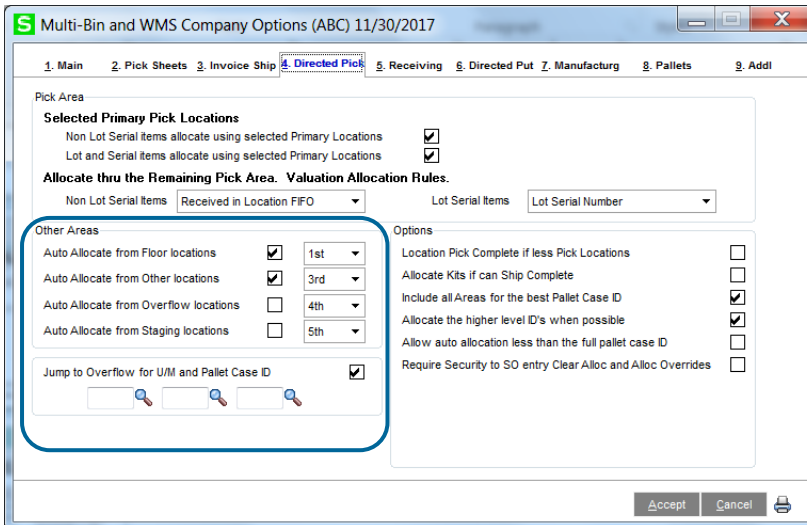 S Multi-Bin and WMS Company Options (ABC) 11/30/2017
1. Main 2. Pick Sheets 3. Invoice Ship 4. Directed Pick 5. Receiving 6. Directed Put 7. Manufacturg 8. Pallets 9. Addl
Pick Area
Selected Primary Pick Locations
Non Lot Serial items allocate using selected Primary Locations
Lot and Serial items allocate using selected Primary Locations
Allocate thru the Remaining Pick Area. Valuation Allocation Rules.
Non Lot Serial Items Received in Location FIFO Lot Serial Items Lot Serial Number
Other Areas
Auto Allocate from Floor locations 1st
Auto Allocate from Other locations 3rd
Auto Allocate from Overflow locations 4th
Auto Allocate from Staging locations 5th
Jump to Overflow for U/M and Pallet Case ID
Options
Location Pick Complete if less Pick Locations
Allocate Kits if can Ship Complete
Include all Areas for the best Pallet Case ID
Allocate the higher level ID's when possible
Allow auto allocation less than the full pallet case ID
Require Security to SO entry Clear Alloc and Alloc Overrides
Accept Cancel